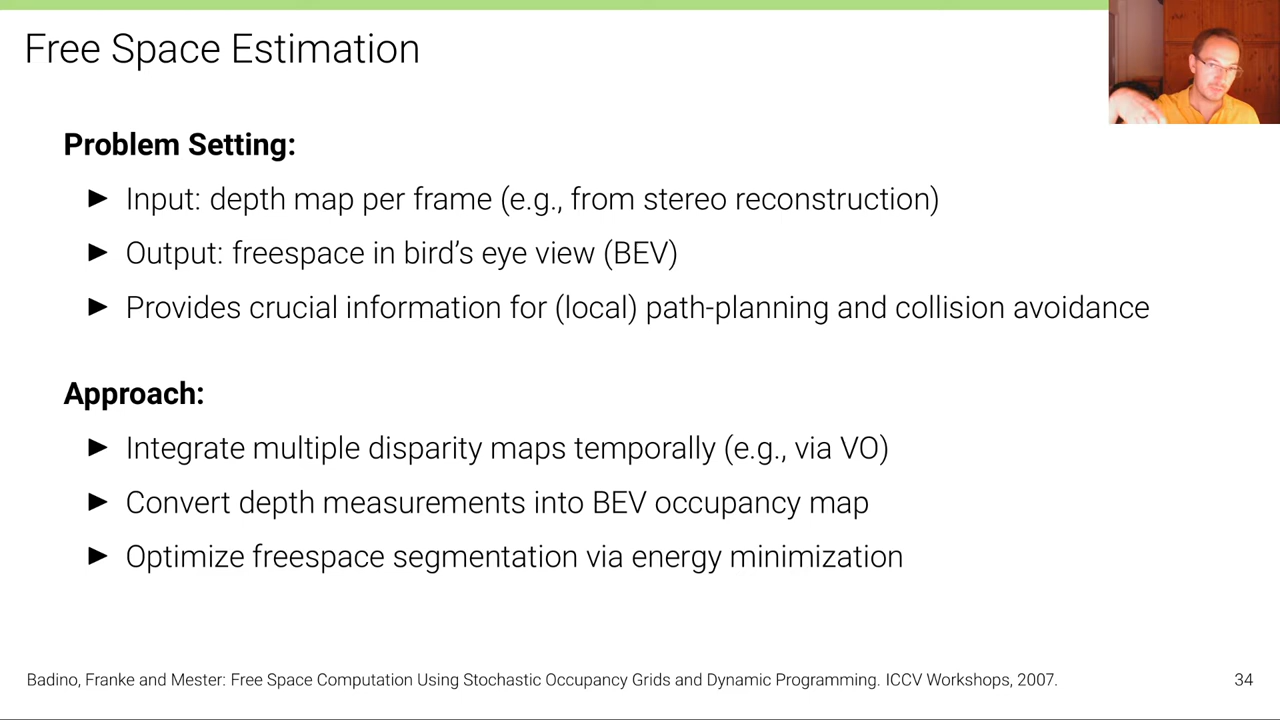 Free Space Estimation
Problem Setting:
► Input: depth map per frame (e.g., from stereo reconstruction)
► Output: freespace in bird's eye view (BEV)
► Provides crucial information for (local) path-planning and collision avoidance
Approach:
► Integrate multiple disparity maps temporally (e.g., via VO)
► Convert depth measurements into BEV occupancy map
► Optimize freespace segmentation via energy minimization
Badino, Franke and Mester: Free Space Computation Using Stochastic Occupancy Grids and Dynamic Programming. ICCV Workshops, 2007.
34